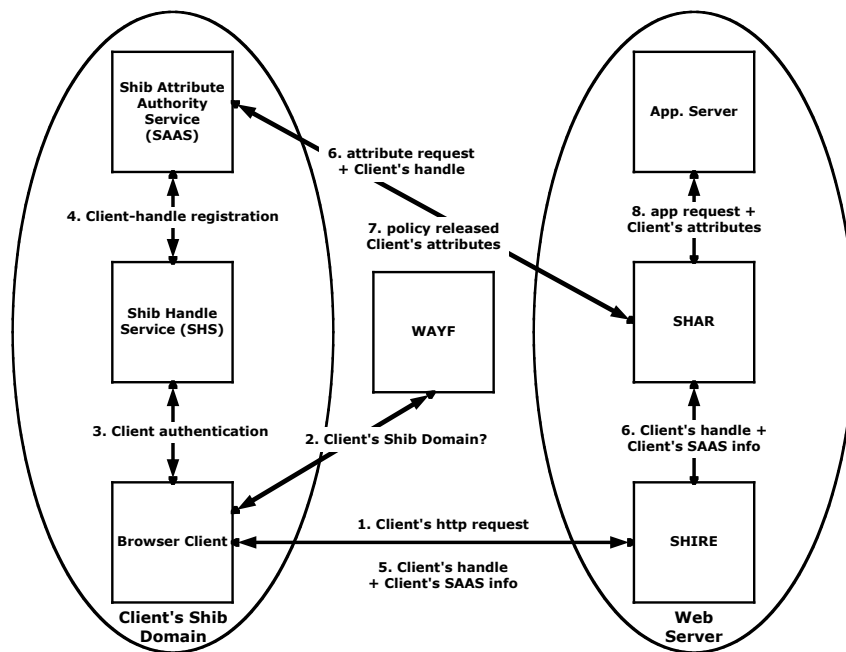 Shib Attribute
Authority
Service
(SAAS)
App. Server
6. attribute request
+ Client's handle
4. Client-handle registration
7. policy released
Client's attributes
8. app request +
Client's attributes
Shib Handle
Service (SHS)
WAYF
SHAR
3. Client authentication
2. Client's Shib Domain?
6. Client's handle +
Client's SAAS info
1. Client's http request
Browser Client
SHIRE
5. Client's handle
+ Client's SAAS info
Client's Shib
Domain
Web
Server